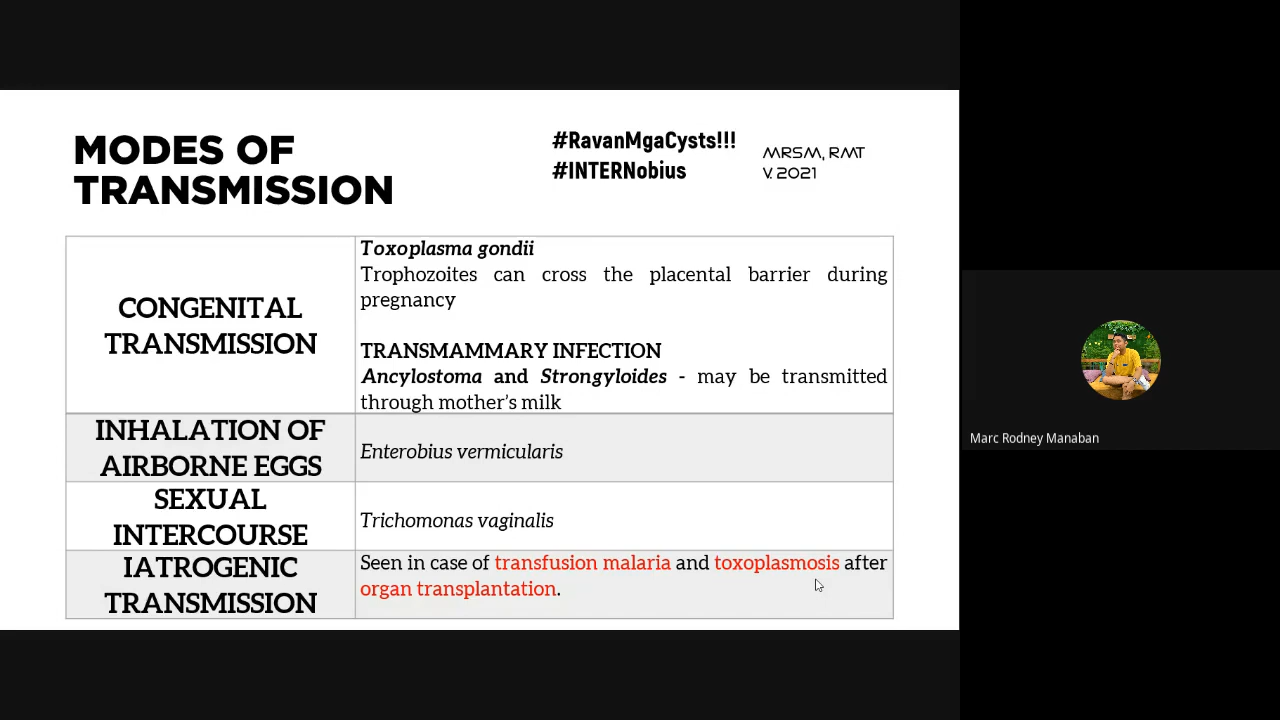 MODES OF
TRANSMISSION
#RavanMgaCysts!!!
#INTERNobius
MRSM, RMT
V. 2021
CONGENITAL
TRANSMISSION
Toxoplasma gondii
Trophozoites can cross the placental barrier during
pregnancy
TRANSMAMMARY INFECTION
Ancylostoma and Strongyloides - may be transmitted
through mother's milk
INHALATION OF
AIRBORNE EGGS
Enterobius vermicularis
SEXUAL
INTERCOURSE
Trichomonas vaginalis
IATROGENIC
TRANSMISSION
Seen in case of transfusion malaria and toxoplasmosis after
organ transplantation.
Marc Rodney Manaban